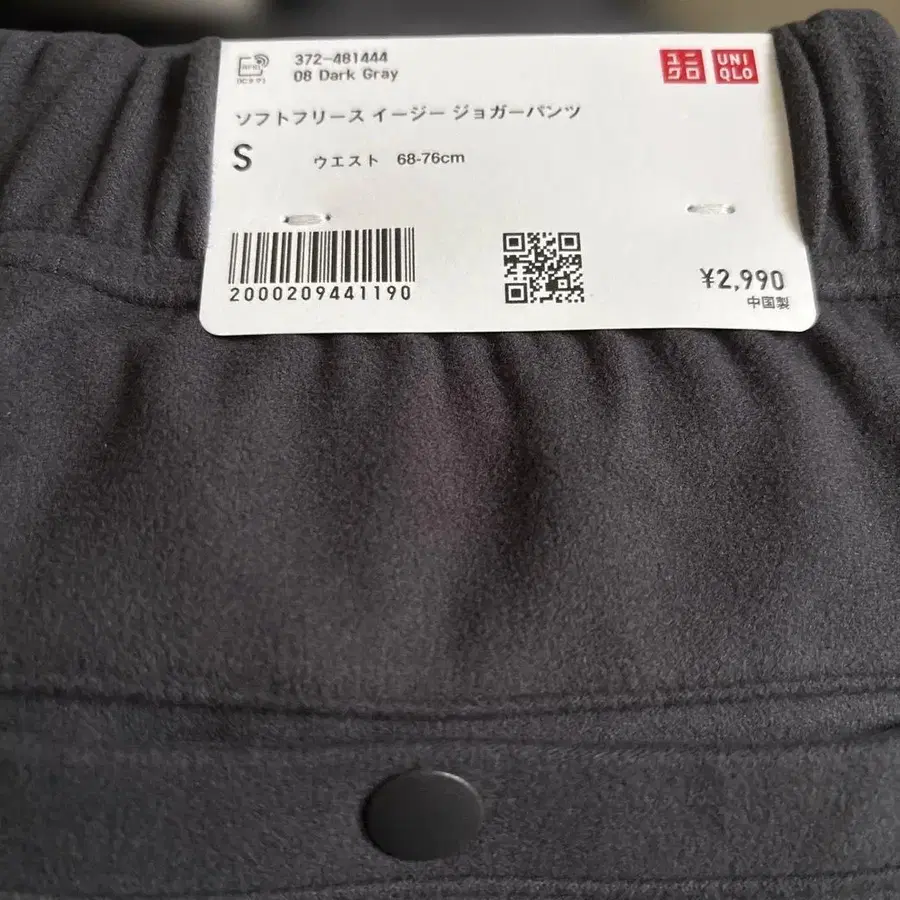 372-481444
08 Dark Gray
ユニ
クロ
UNI
QLO
ソフトフリース イージー ジョガーパンツ
S ウエスト 68-76cm
2000209441190
¥2,990
中国製